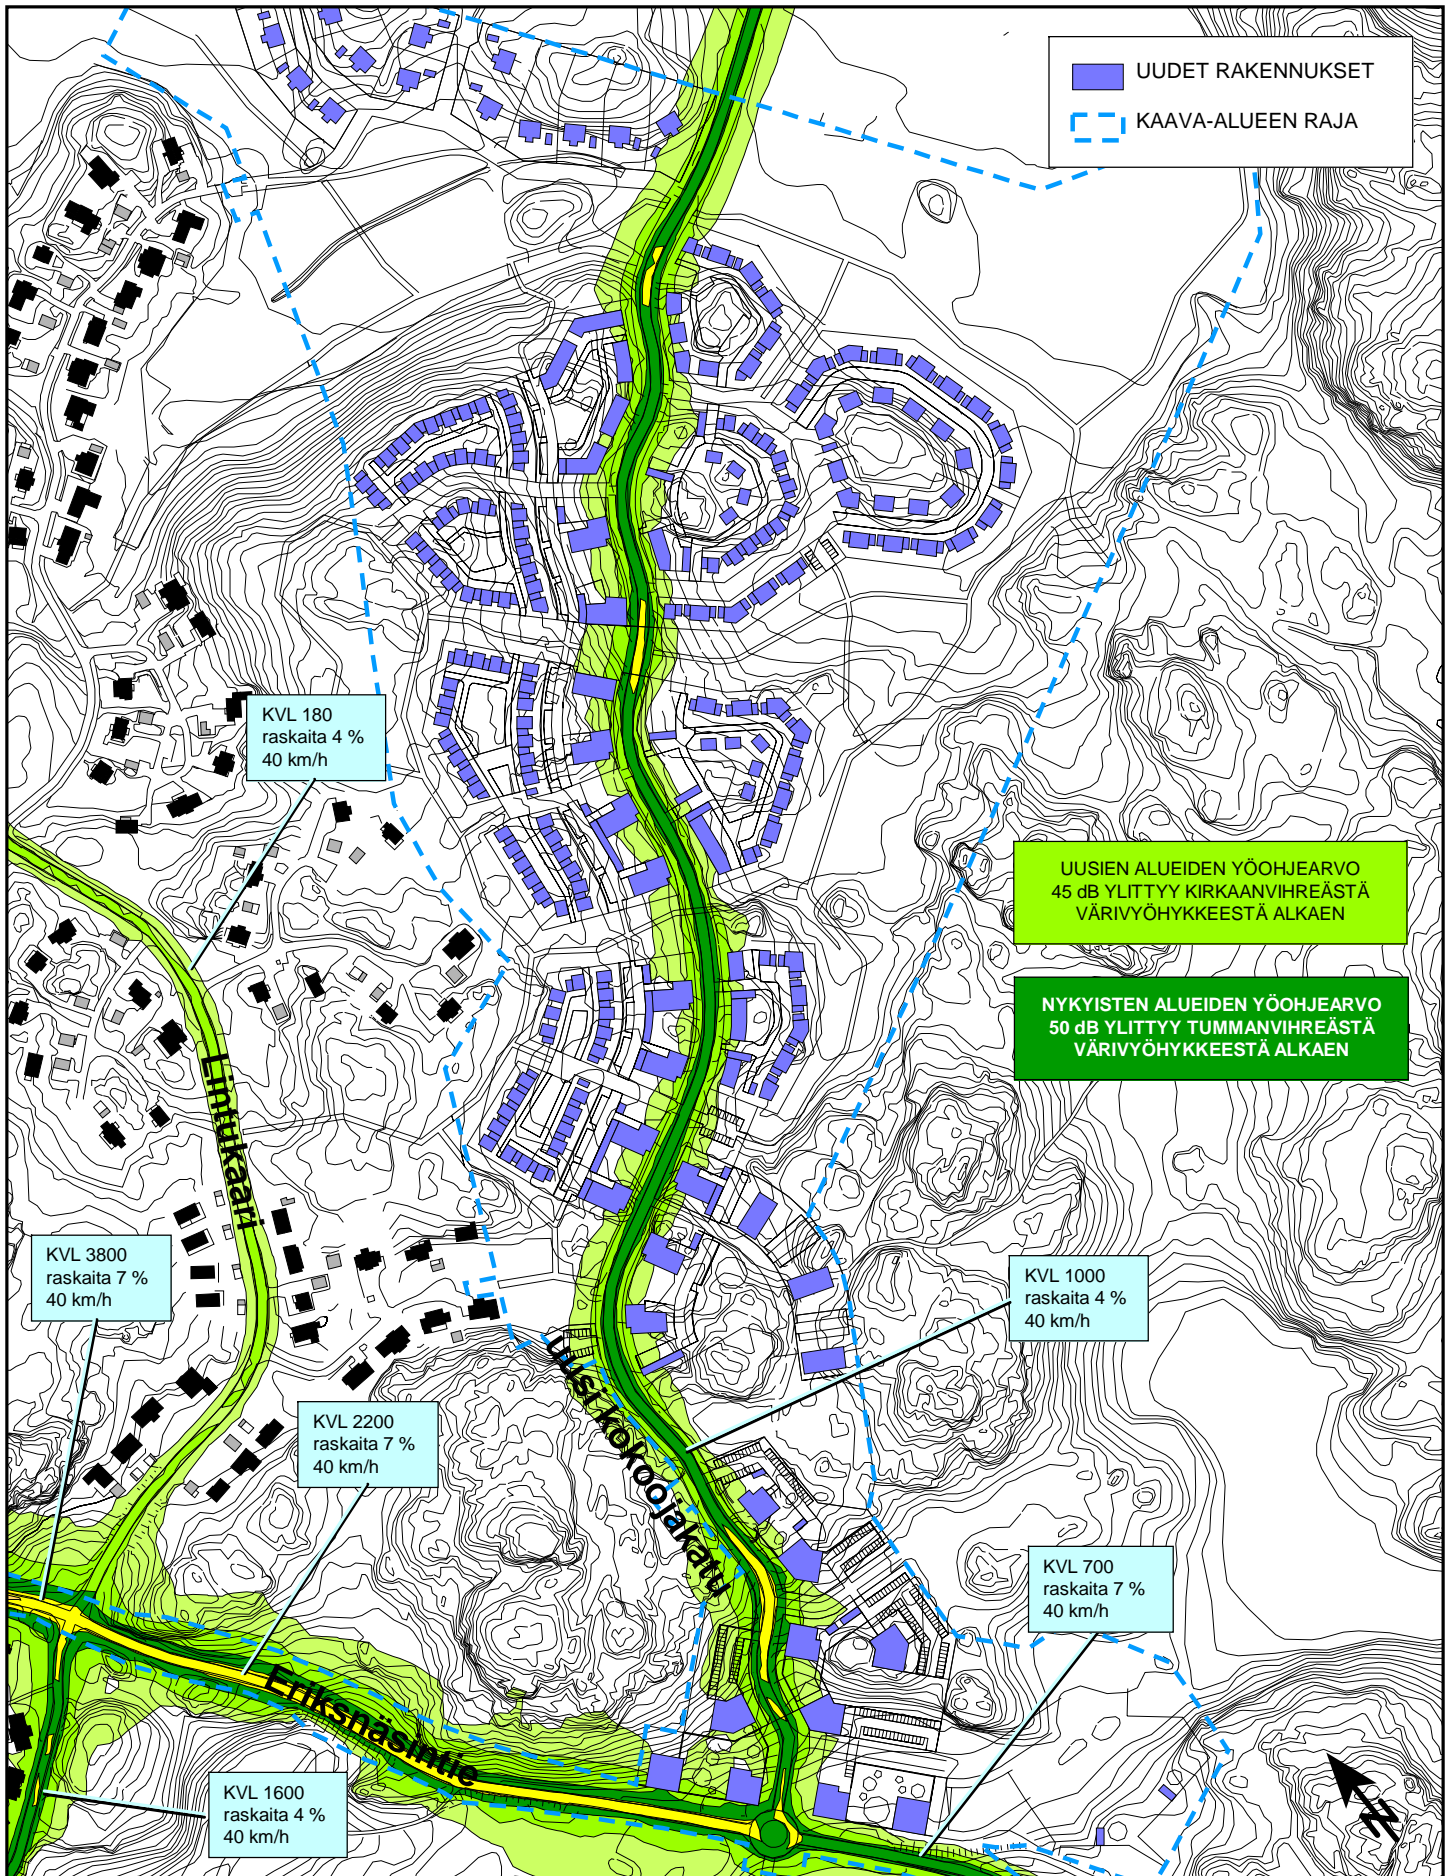 UUDET RAKENNUKSET
KAAVA-ALUEEN RAJA
KVL 180
raskaita 4 %
40 km/h
UUSIEN ALUEIDEN YÖOHJEARVO
45 dB YLITTYY KIRKAANVIHREÄSTÄ
VÄRIVYÖHYKKEESTÄ ALKAEN
NYKYISTEN ALUEIDEN YÖOHJEARVO
50 dB YLITTYY TUMMANVIHREÄSTÄ
VÄRIVYÖHYKKEESTÄ ALKAEN
Lintukaari
KVL 3800
raskaita 7 %
40 km/h
KVL 1000
raskaita 4 %
40 km/h
uusi kokoojakatu
KVL 2200
raskaita 7 %
40 km/h
KVL 700
raskaita 7 %
40 km/h
Eriksnäsintie
KVL 1600
raskaita 4 %
40 km/h
N